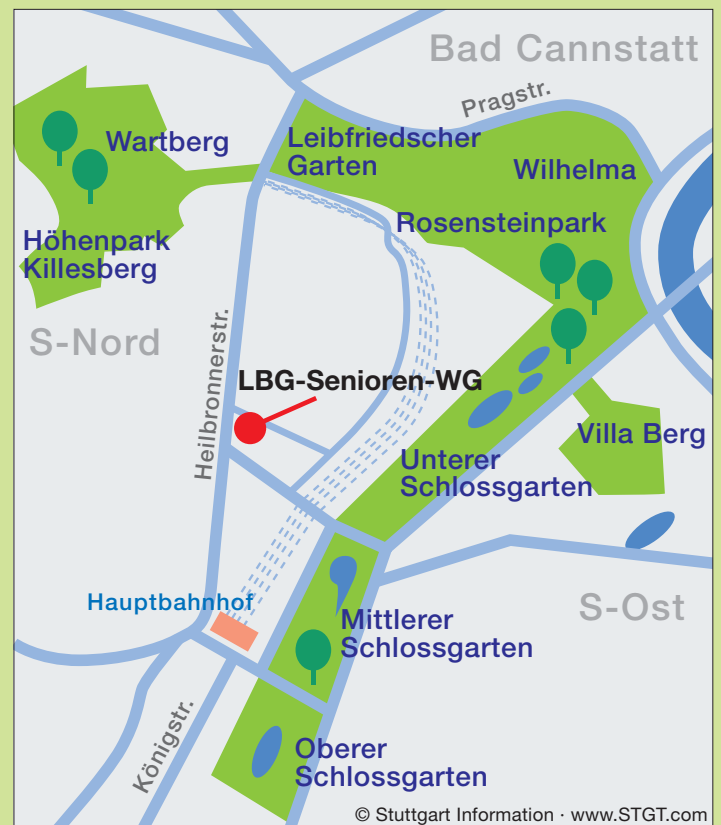 Bad Cannstatt
Pragstr.
Wartberg
Leibfriedscher
Garten
Wilhelma
Rosensteinpark
Höhenpark
Killesberg
S-Nord
Heilbronnerstr.
LBG-Senioren-WG
Villa Berg
Unterer
Schlossgarten
Hauptbahnhof
S-Ost
Mittlerer
Schlossgarten
Königstr.
Oberer
Schlossgarten
© Stuttgart Information · www.STGT.com